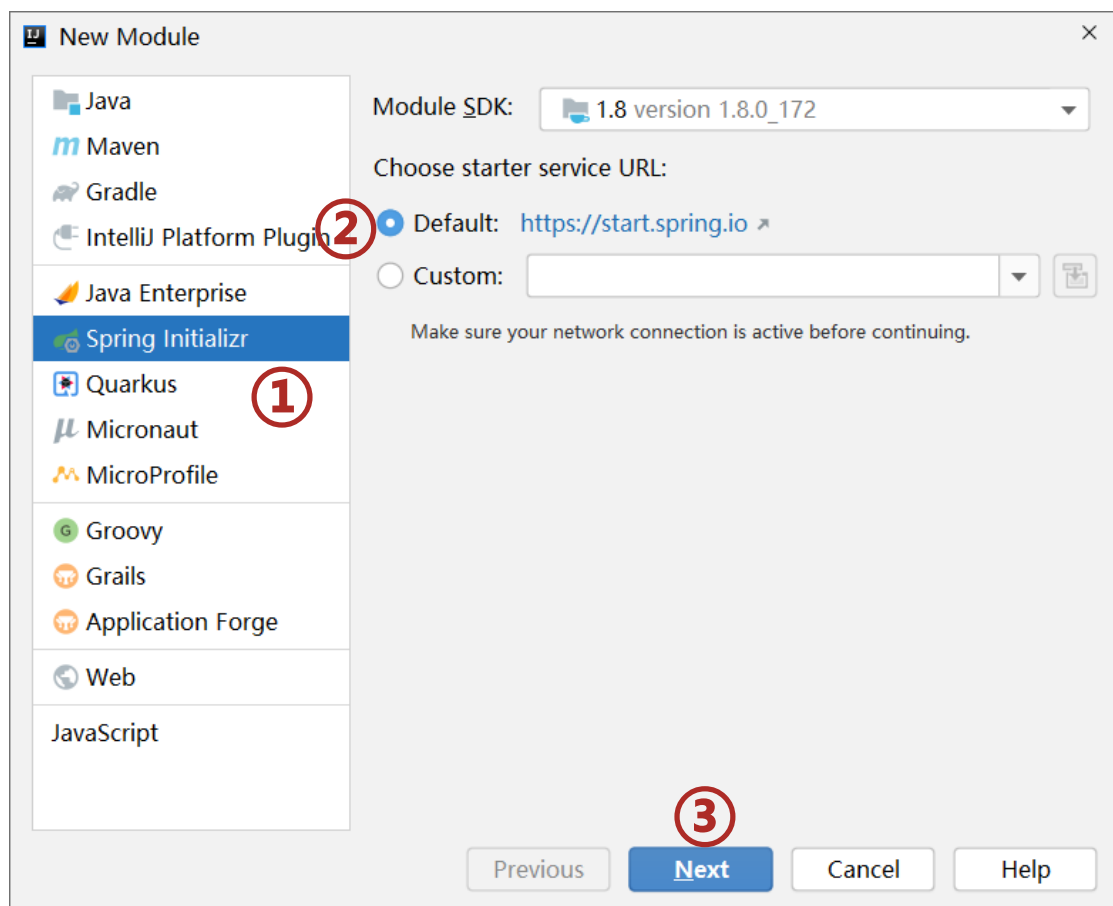 New Module
Java
Maven
Gradle
IntelliJ Platform Plugin
Java Enterprise
Spring Initializr
Quarkus
Micronaut
MicroProfile
Groovy
Grails
Application Forge
Web
JavaScript
Module SDK: 1.8 version 1.8.0_172
Choose starter service URL:
② Default: https://start.spring.io
Custom:
Make sure your network connection is active before continuing.
①
③
Previous Next Cancel Help